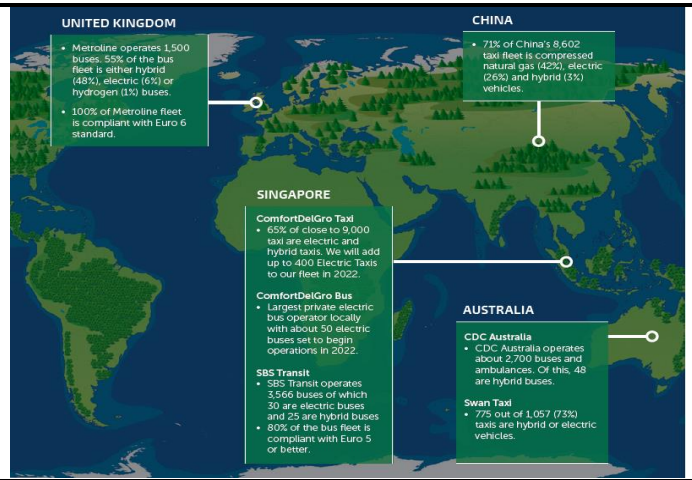 UNITED KINGDOM
• Metroline operates 1,500
buses. 55% of the bus
fleet is either hybrid
(48%), electric (6%) or
hydrogen (1%) buses.
• 100% of Metroline fleet
is compliant with Euro 6
standard.
CHINA
• 71% of China's 8,602
taxi fleet is compressed
natural gas (42%), electric
(26%) and hybrid (3%)
vehicles.
SINGAPORE
ComfortDelGro Taxi
• 65% of close to 9,000
taxi are electric and
hybrid taxis. We will add
up to 400 Electric Taxis
to our fleet in 2022.
ComfortDelGro Bus
• Largest private electric
bus operator locally
with about 50 electric
buses set to begin
operations in 2022.
SBS Transit
• SBS Transit operates
3,566 buses of which
30 are electric buses
and 25 are hybrid buses
• 80% of the bus fleet is
compliant with Euro 5
or better.
AUSTRALIA
CDC Australia
• CDC Australia operates
about 2,700 buses and
ambulances. Of this, 48
are hybrid buses.
Swan Taxi
• 775 out of 1,057 (73%)
taxis are hybrid or electric
vehicles.